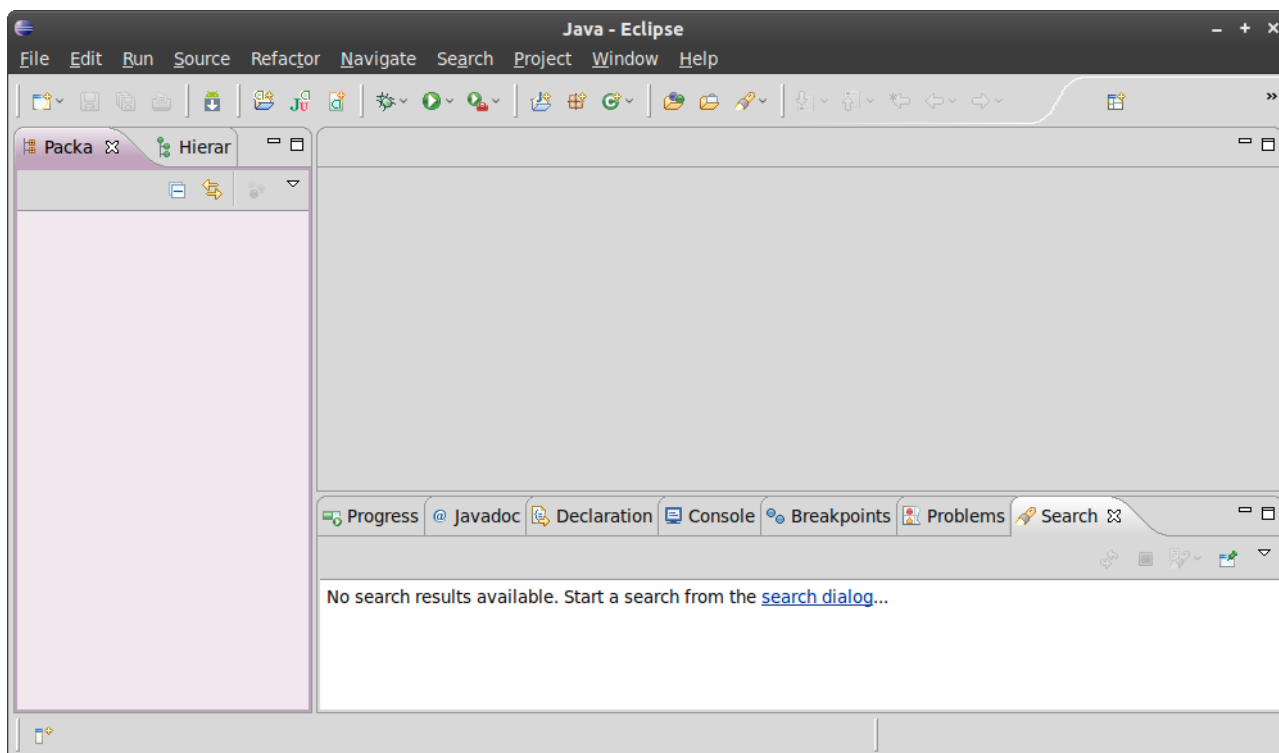 Java - Eclipse
File Edit Run Source Refactor Navigate Search Project Window Help
Packa Hierar
Progress @ Javadoc Declaration Console Breakpoints Problems Search
No search results available. Start a search from the search dialog...